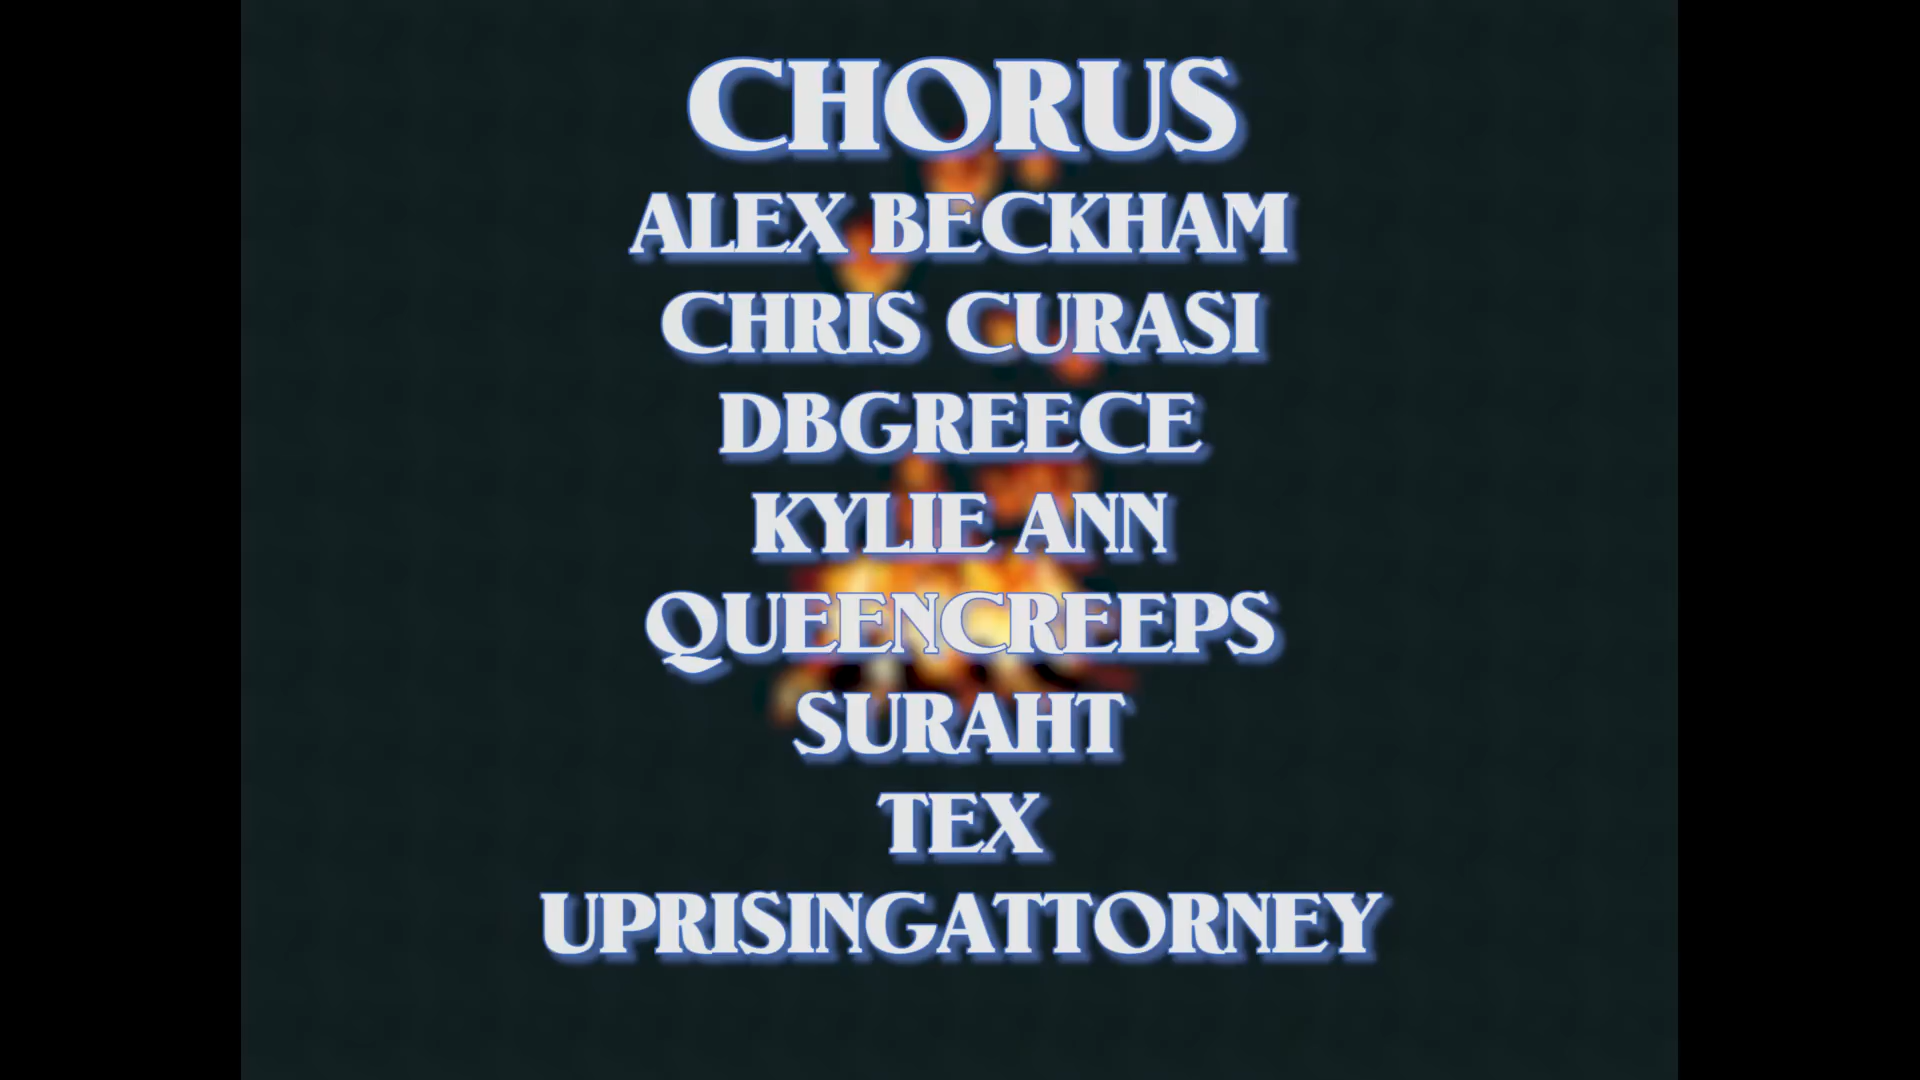 CHORUS
ALEX BECKHAM
CHRIS CURASI
DBGREECE
KYLIE ANN
QUEENCREEPS
SURAHT
TEX
UPRISINGATTORNEY